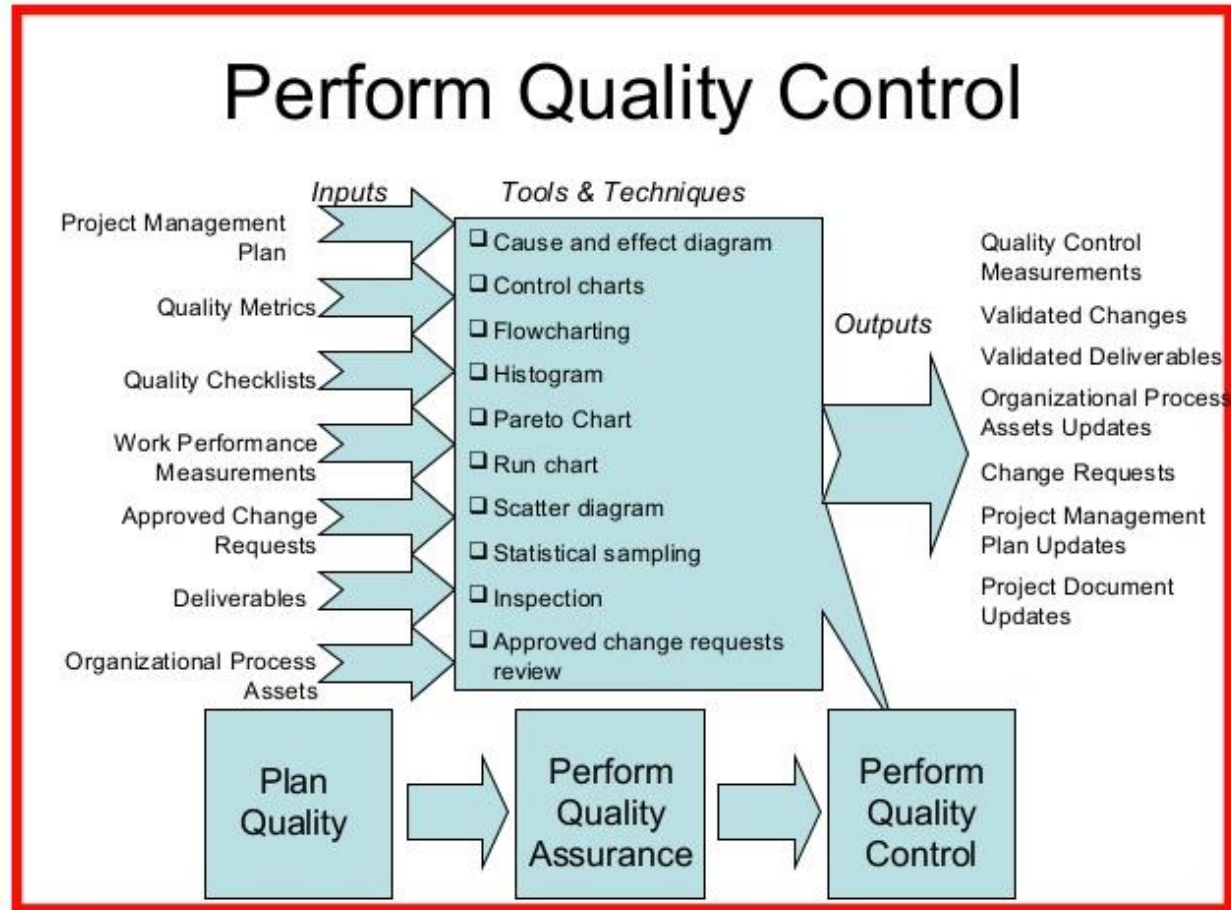 Perform Quality Control
Inputs
Project Management
Plan
Quality Metrics
Quality Checklists
Work Performance
Measurements
Approved Change
Requests
Deliverables
Organizational Process
Assets
Tools & Techniques
Cause and effect diagram
Control charts
Flowcharting
Histogram
Pareto Chart
Run chart
Scatter diagram
Statistical sampling
Inspection
Approved change requests
review
Outputs
Quality Control
Measurements
Validated Changes
Validated Deliverables
Organizational Process
Assets Updates
Change Requests
Project Management
Plan Updates
Project Document
Updates
Plan
Quality
Perform
Quality
Assurance
Perform
Quality
Control